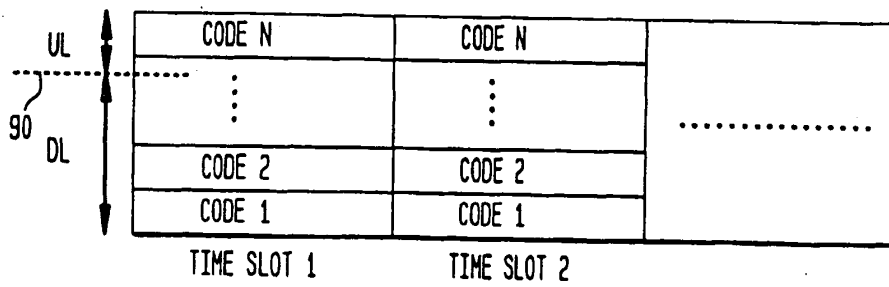 UL
CODE N
CODE N
90
DL
CODE 2
CODE 2
CODE 1
CODE 1
TIME SLOT 1
TIME SLOT 2